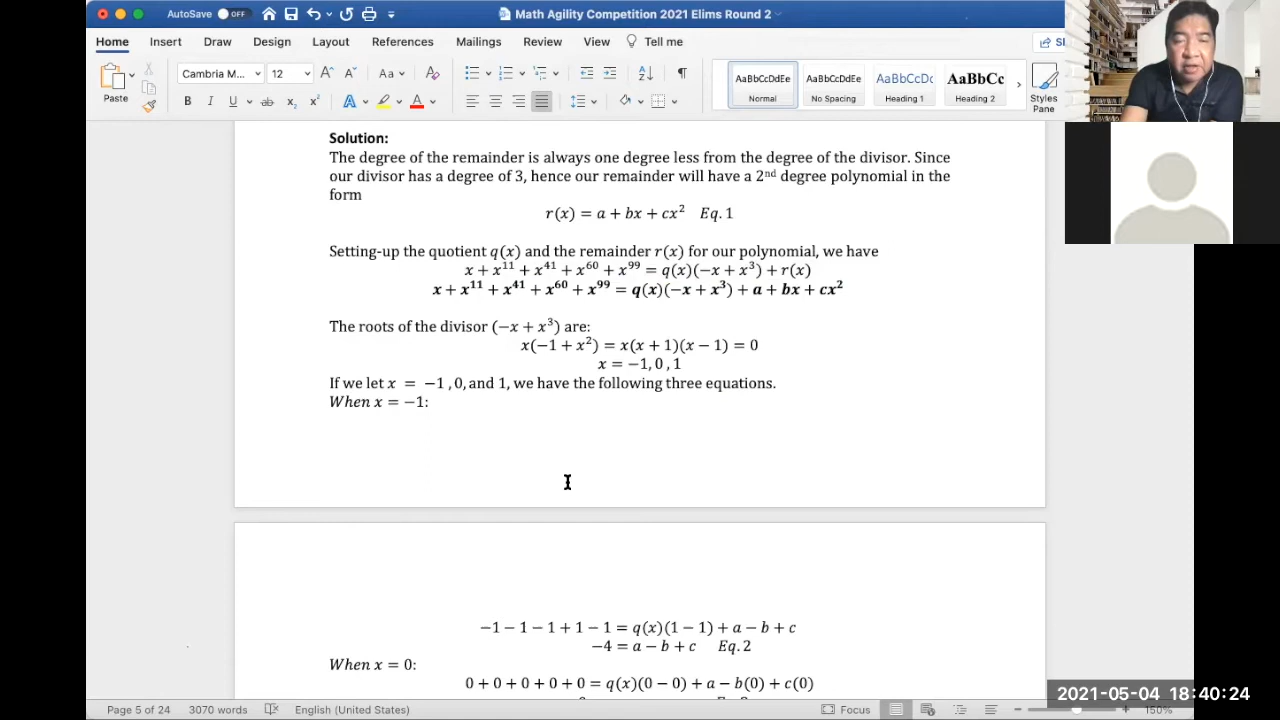 AutoSave OFF
Math Agility Competition 2021 Elims Round 2
Home Insert Draw Design Layout References Mailings Review View Tell me
Paste
Cambria M... 12
AaBbCcDdEe AaBbCcDdEe AaBbCcDc AaBbCc
Normal No Spacing Heading 1 Heading 2
Styles
Pane
Solution:
The degree of the remainder is always one degree less from the degree of the divisor. Since
our divisor has a degree of 3, hence our remainder will have a 2ⁿᵈ degree polynomial in the
form
r(x) = a + bx + cx² Eq. 1
Setting-up the quotient q(x) and the remainder r(x) for our polynomial, we have
x + x¹¹ + x⁴¹ + x⁶⁰ + x⁹⁹ = q(x)(−x + x³) + r(x)
x + x¹¹ + x⁴¹ + x⁶⁰ + x⁹⁹ = q(x)(−x + x³) + a + bx + cx²
The roots of the divisor (−x + x³) are:
x(−1 + x²) = x(x + 1)(x − 1) = 0
x = −1, 0 , 1
If we let x = −1 , 0, and 1, we have the following three equations.
When x = −1:
−1 − 1 − 1 + 1 − 1 = q(x)(1 − 1) + a − b + c
−4 = a − b + c Eq. 2
When x = 0:
0 + 0 + 0 + 0 + 0 = q(x)(0 − 0) + a − b(0) + c(0)
2021-05-04 18:40:24
Page 5 of 24 3070 words English (United States) Focus 150%